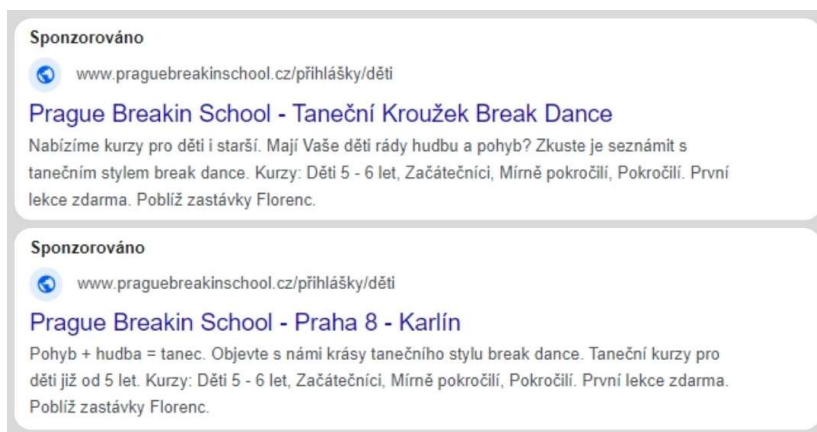 Sponzorováno
www.praguebreakinschool.cz/přihlášky/děti
Prague Breakin School - Taneční Kroužek Break Dance
Nabízíme kurzy pro děti i starší. Mají Vaše děti rády hudbu a pohyb? Zkuste je seznámit s
tanečním stylem break dance. Kurzy: Děti 5 - 6 let, Začátečníci, Mírně pokročilí, Pokročilí. První
lekce zdarma. Poblíž zastávky Florenc.
Sponzorováno
www.praguebreakinschool.cz/přihlášky/děti
Prague Breakin School - Praha 8 - Karlín
Pohyb + hudba = tanec. Objevte s námi krásy tanečního stylu break dance. Taneční kurzy pro
děti již od 5 let. Kurzy: Děti 5 - 6 let, Začátečníci, Mírně pokročilí, Pokročilí. První lekce zdarma.
Poblíž zastávky Florenc.